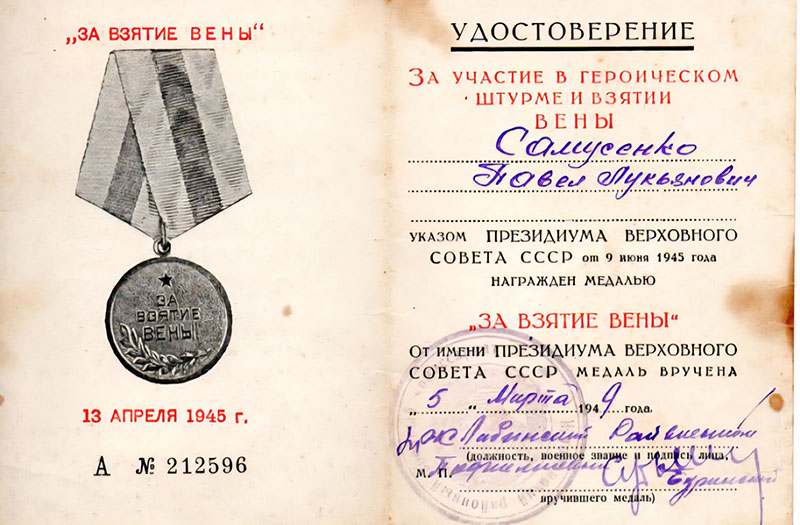 „ЗА ВЗЯТИЕ ВЕНЫ“
ЗА
ВЗЯТИЕ
ВЕНЫ
13 АПРЕЛЯ 1945 г.
А № 212596
УДОСТОВЕРЕНИЕ
ЗА УЧАСТИЕ В ГЕРОИЧЕСКОМ
ШТУРМЕ И ВЗЯТИИ
ВЕНЫ
Самусенко
Павел Лукьянович
УКАЗОМ ПРЕЗИДИУМА ВЕРХОВНОГО
СОВЕТА СССР от 9 июня 1945 года
НАГРАЖДЕН МЕДАЛЬЮ
„ЗА ВЗЯТИЕ ВЕНЫ“
ОТ ИМЕНИ ПРЕЗИДИУМА ВЕРХОВНОГО
СОВЕТА СССР МЕДАЛЬ ВРУЧЕНА
„5“ Марта 1949 года.
Лабинский
(должность, военное звание и подпись лица,
М. П.
вручившего медаль)